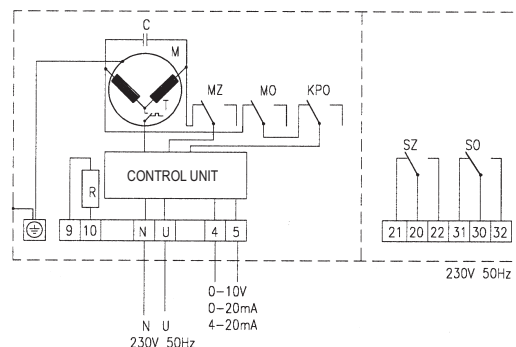 C
M
T
MZ MO KPO
SZ SO
CONTROL UNIT
R
9 10 N U 4 5
21 20 22 31 30 32
230V 50Hz
0-10V
0-20mA
4-20mA
N U
230V 50Hz